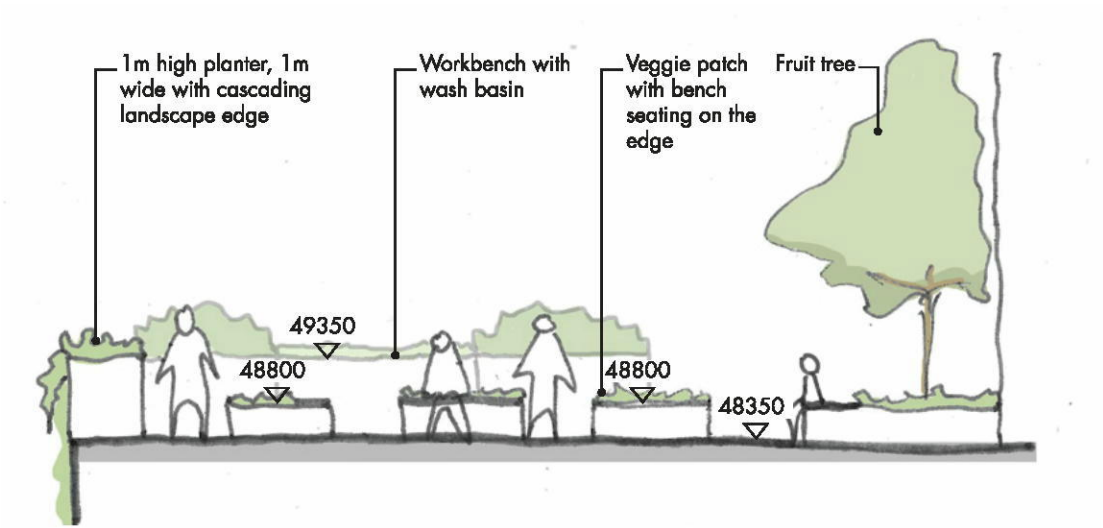 1m high planter, 1m
wide with cascading
landscape edge
Workbench with
wash basin
Veggie patch
with bench
seating on the
edge
Fruit tree
49350
48800
48800
48350